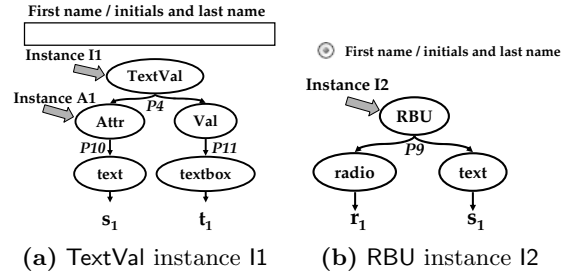 First name / initials and last name
Instance I1
TextVal
Instance A1
P4
Attr
Val
P10
P11
text
textbox
s1
t1
(a) TextVal instance I1
First name / initials and last name
Instance I2
RBU
P9
radio
text
r1
s1
(b) RBU instance I2